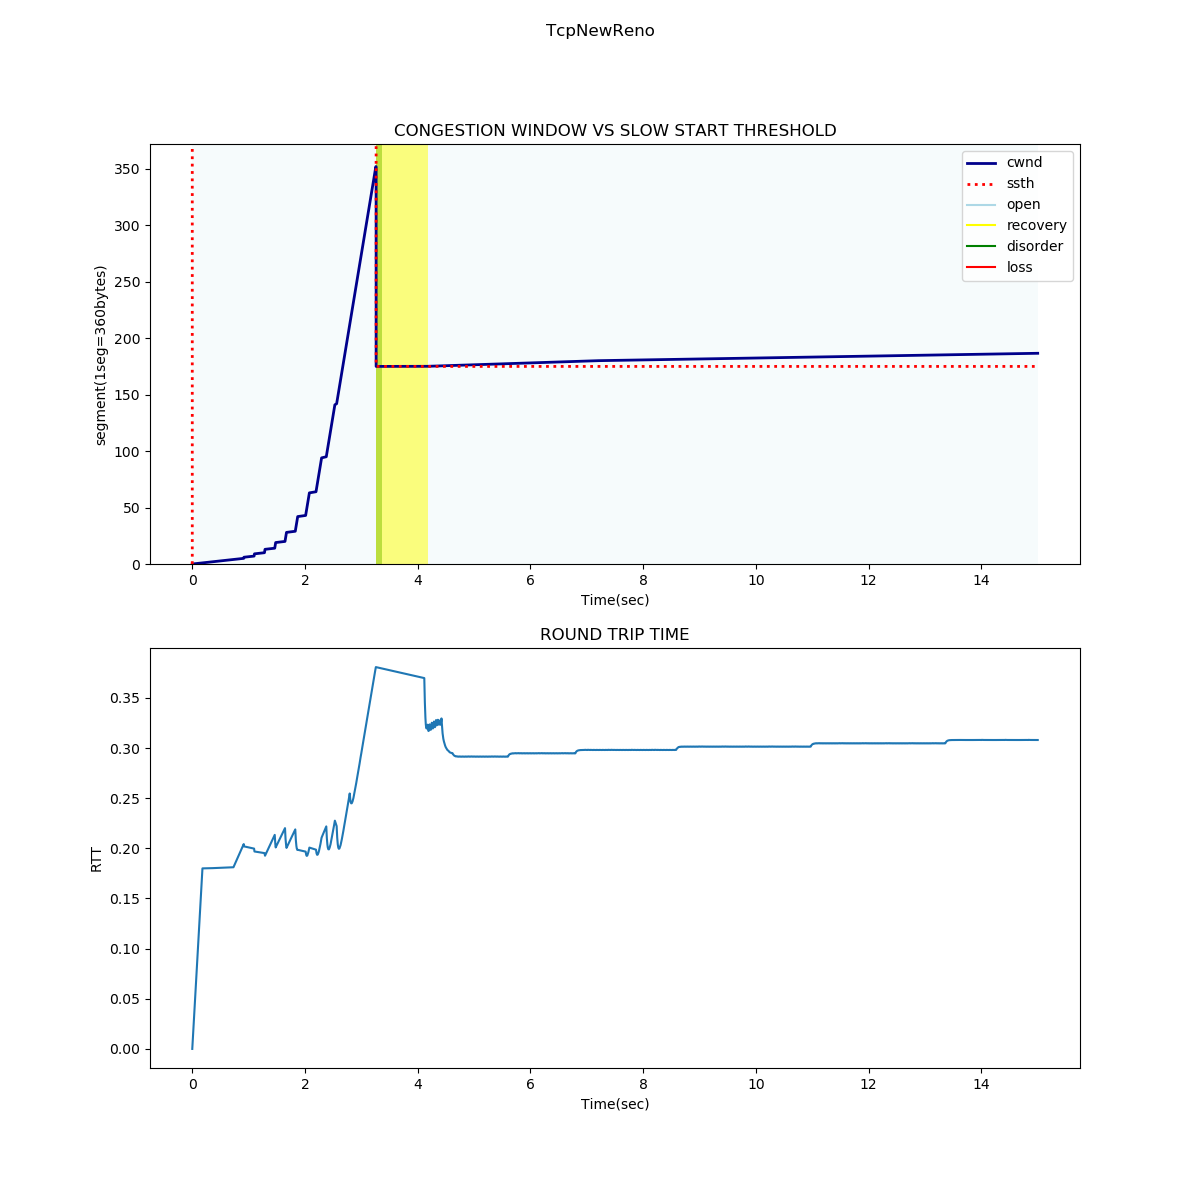 TcpNewReno
CONGESTION WINDOW VS SLOW START THRESHOLD
segment(1seg=360bytes)
350
300
250
200
150
100
50
0
cwnd
ssth
open
recovery
disorder
loss
0 2 4 6 8 10 12 14
Time(sec)
ROUND TRIP TIME
RTT
0.35
0.30
0.25
0.20
0.15
0.10
0.05
0.00
0 2 4 6 8 10 12 14
Time(sec)